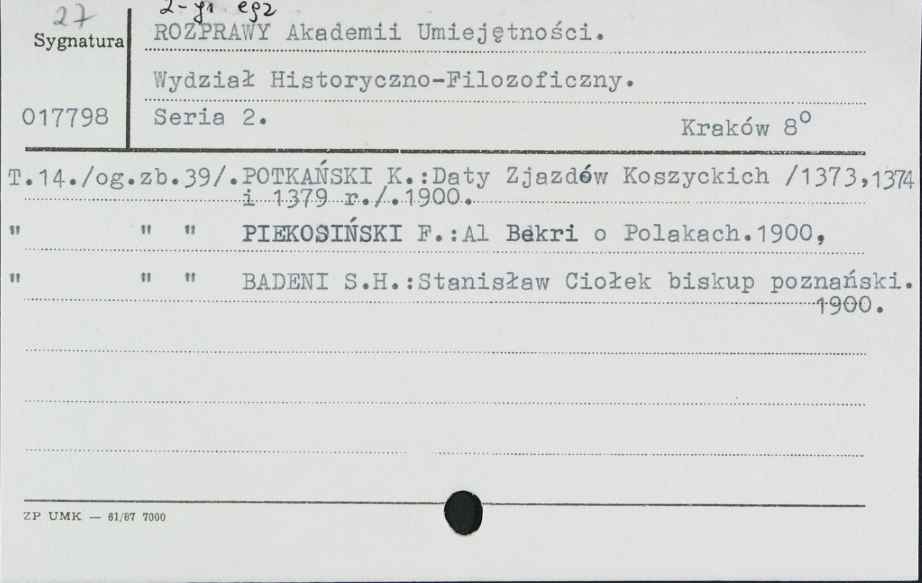 27 2-gi egz
Sygnatura ROZPRAWY Akademii Umiejętności.
Wydział Historyczno-Filozoficzny.
017798 Seria 2. Kraków 8°
T.14./og.zb.39/.POTKAŃSKI K.:Daty Zjazdów Koszyckich /1373,1374
i 1379 r./.1900.
" " " PIEKOSIŃSKI F.:Al Bekri o Polakach.1900,
" " " BADENI S.H.:Stanisław Ciołek biskup poznański.
1900.
ZP UMK — 61/67 7000